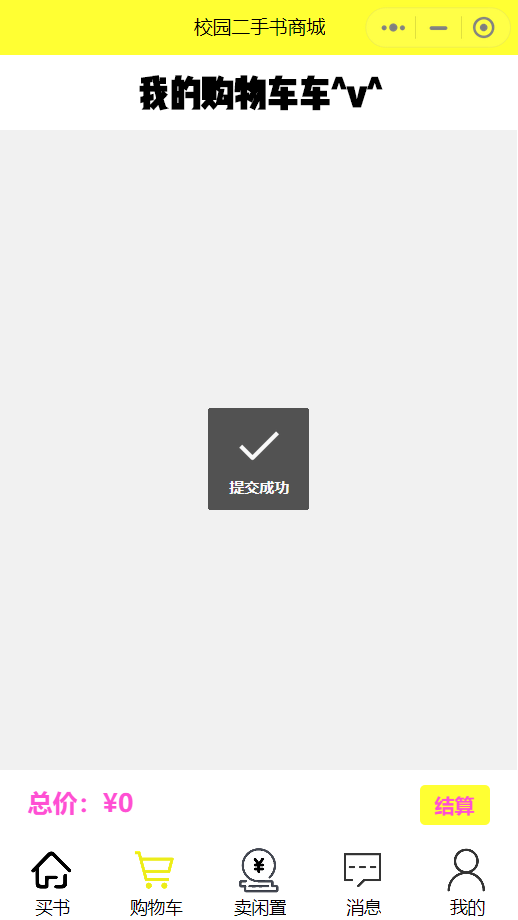 校园二手书商城
我的购物车车^v^
提交成功
总价：¥0
结算
买书
购物车
卖闲置
消息
我的